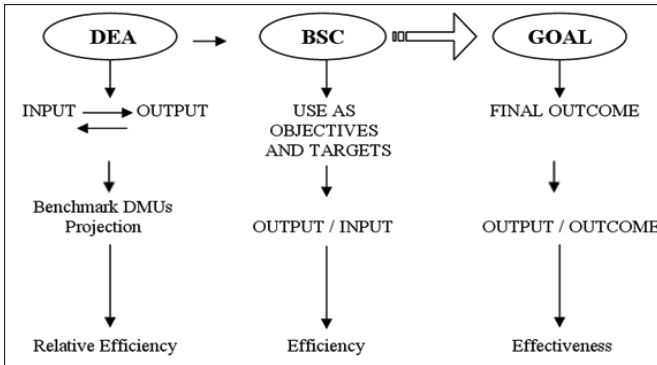 DEA
BSC
GOAL
INPUT
OUTPUT
USE AS
OBJECTIVES
AND TARGETS
FINAL OUTCOME
Benchmark DMUs
Projection
OUTPUT / INPUT
OUTPUT / OUTCOME
Relative Efficiency
Efficiency
Effectiveness